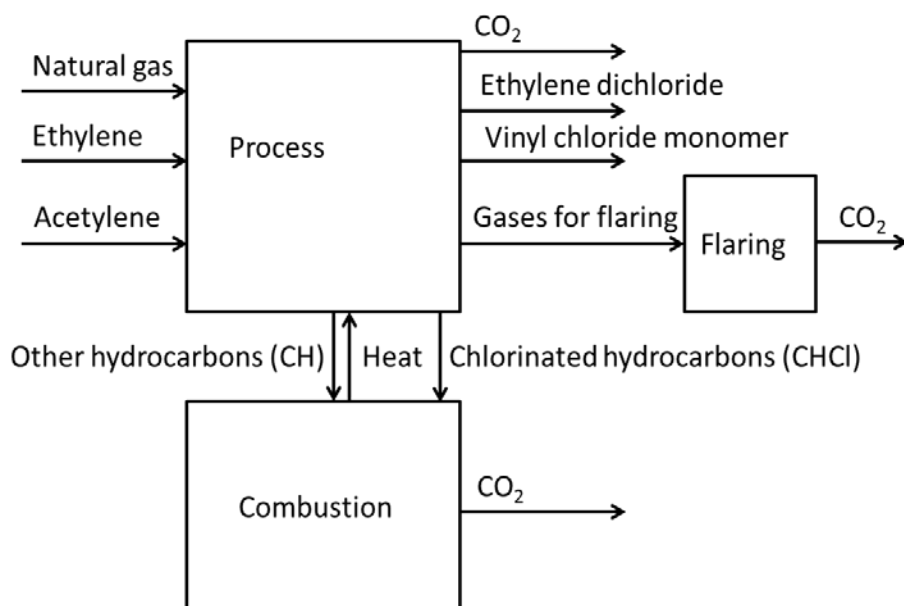 CO₂
Natural gas
Ethylene dichloride
Ethylene
Process
Vinyl chloride monomer
Acetylene
Gases for flaring
CO₂
Flaring
Other hydrocarbons (CH)
Heat
Chlorinated hydrocarbons (CHCl)
CO₂
Combustion